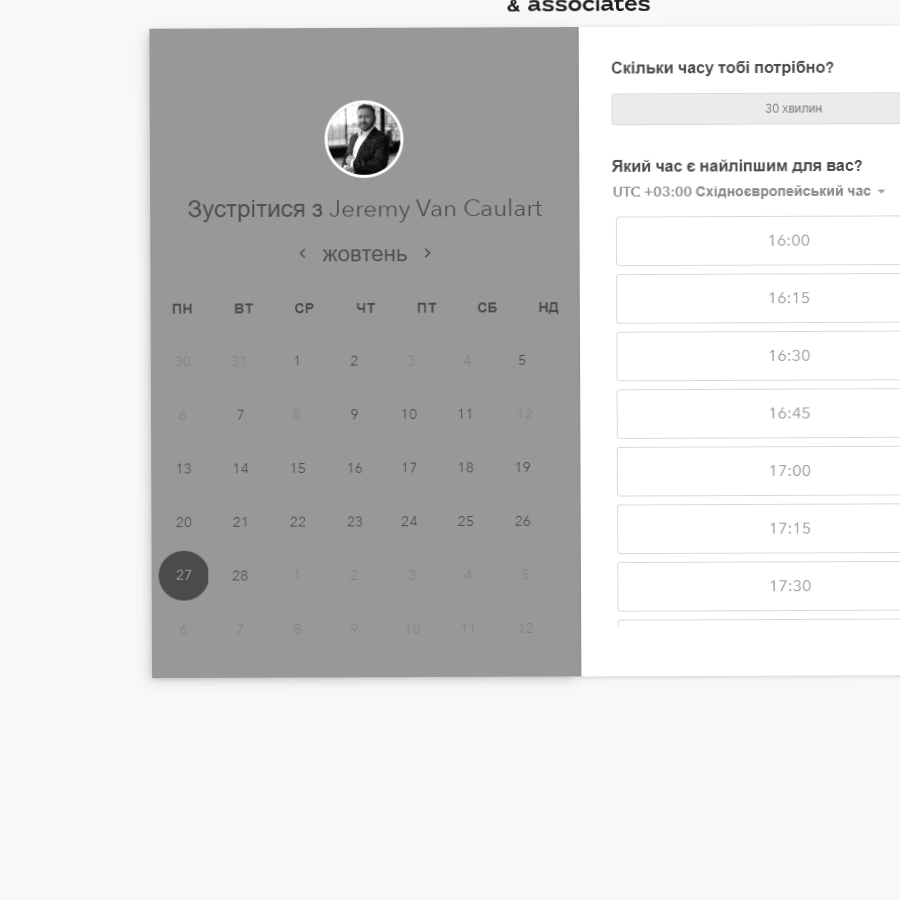 & associates
Зустрітися з Jeremy Van Caulart
жовтень
ПН ВТ СР ЧТ ПТ СБ НД
30 31 1 2 3 4 5
6 7 8 9 10 11 12
13 14 15 16 17 18 19
20 21 22 23 24 25 26
27 28 1 2 3 4 5
6 7 8 9 10 11 12
Скільки часу тобі потрібно?
30 хвилин
Який час є найліпшим для вас?
UTC +03:00 Східноєвропейський час
16:00
16:15
16:30
16:45
17:00
17:15
17:30